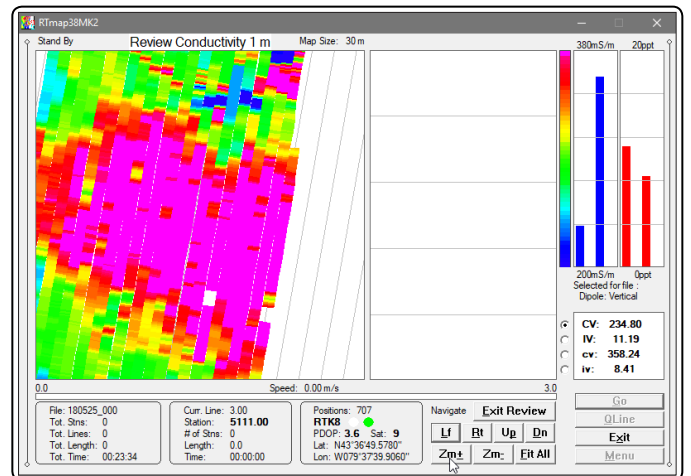 RTmap38MK2
Stand By
Review Conductivity 1 m
Map Size: 30 m
380mS/m 20ppt
200mS/m 0ppt
Selected for file :
Dipole: Vertical
CV: 234.80
IV: 11.19
cv: 358.24
iv: 8.41
0.0
Speed: 0.00 m/s
3.0
File: 180525_000
Tot. Stns: 0
Tot. Lines: 0
Tot. Length: 0
Tot. Time: 00:23:34
Curr. Line: 3.00
Station: 5111.00
# of Stns: 0
Length: 0.0
Time: 00:00:00
Positions: 707
RTK8
PDOP: 3.6 Sat: 9
Lat: N43°36'49.5780"
Lon: W079°37'39.9060"
Navigate
Exit Review
Lf
Rt
Up
Dn
Zm+
Zm-
Fit All
Go
QLine
Exit
Menu